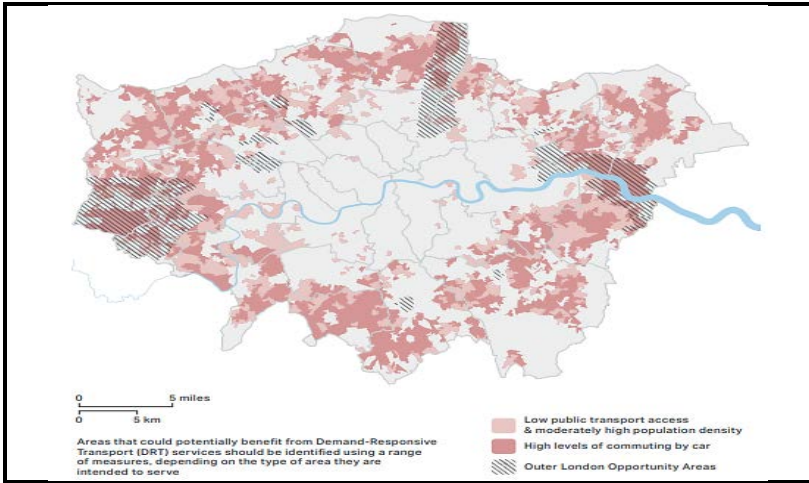 0 5 miles
0 5 km
Areas that could potentially benefit from Demand-Responsive
Transport (DRT) services should be identified using a range
of measures, depending on the type of area they are
intended to serve
Low public transport access
& moderately high population density
High levels of commuting by car
Outer London Opportunity Areas